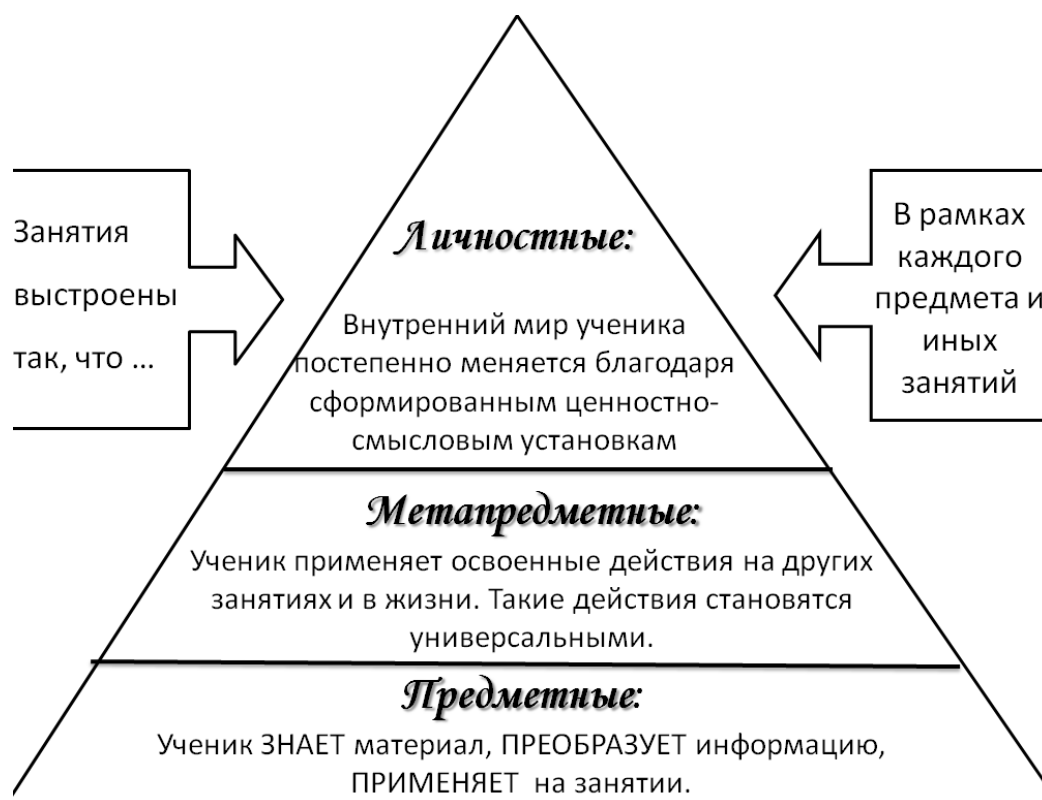 Занятия
выстроены
так, что ...
В рамках
каждого
предмета и
иных
занятий
Личностные:
Внутренний мир ученика
постепенно меняется благодаря
сформированным ценностно-
смысловым установкам
Метапредметные:
Ученик применяет освоенные действия на других
занятиях и в жизни. Такие действия становятся
универсальными.
Предметные:
Ученик ЗНАЕТ материал, ПРЕОБРАЗУЕТ информацию,
ПРИМЕНЯЕТ на занятии.